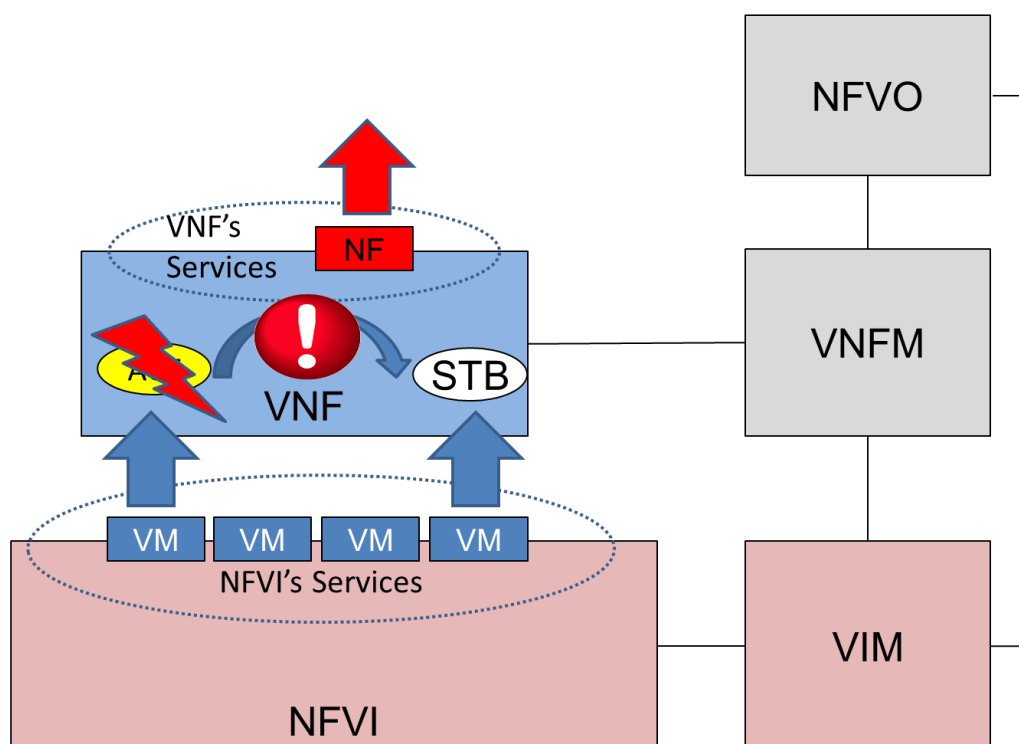 NFVO
VNF's
Services
NF
VNFM
STB
VNF
VM
VM
VM
VM
NFVI's Services
VIM
NFVI